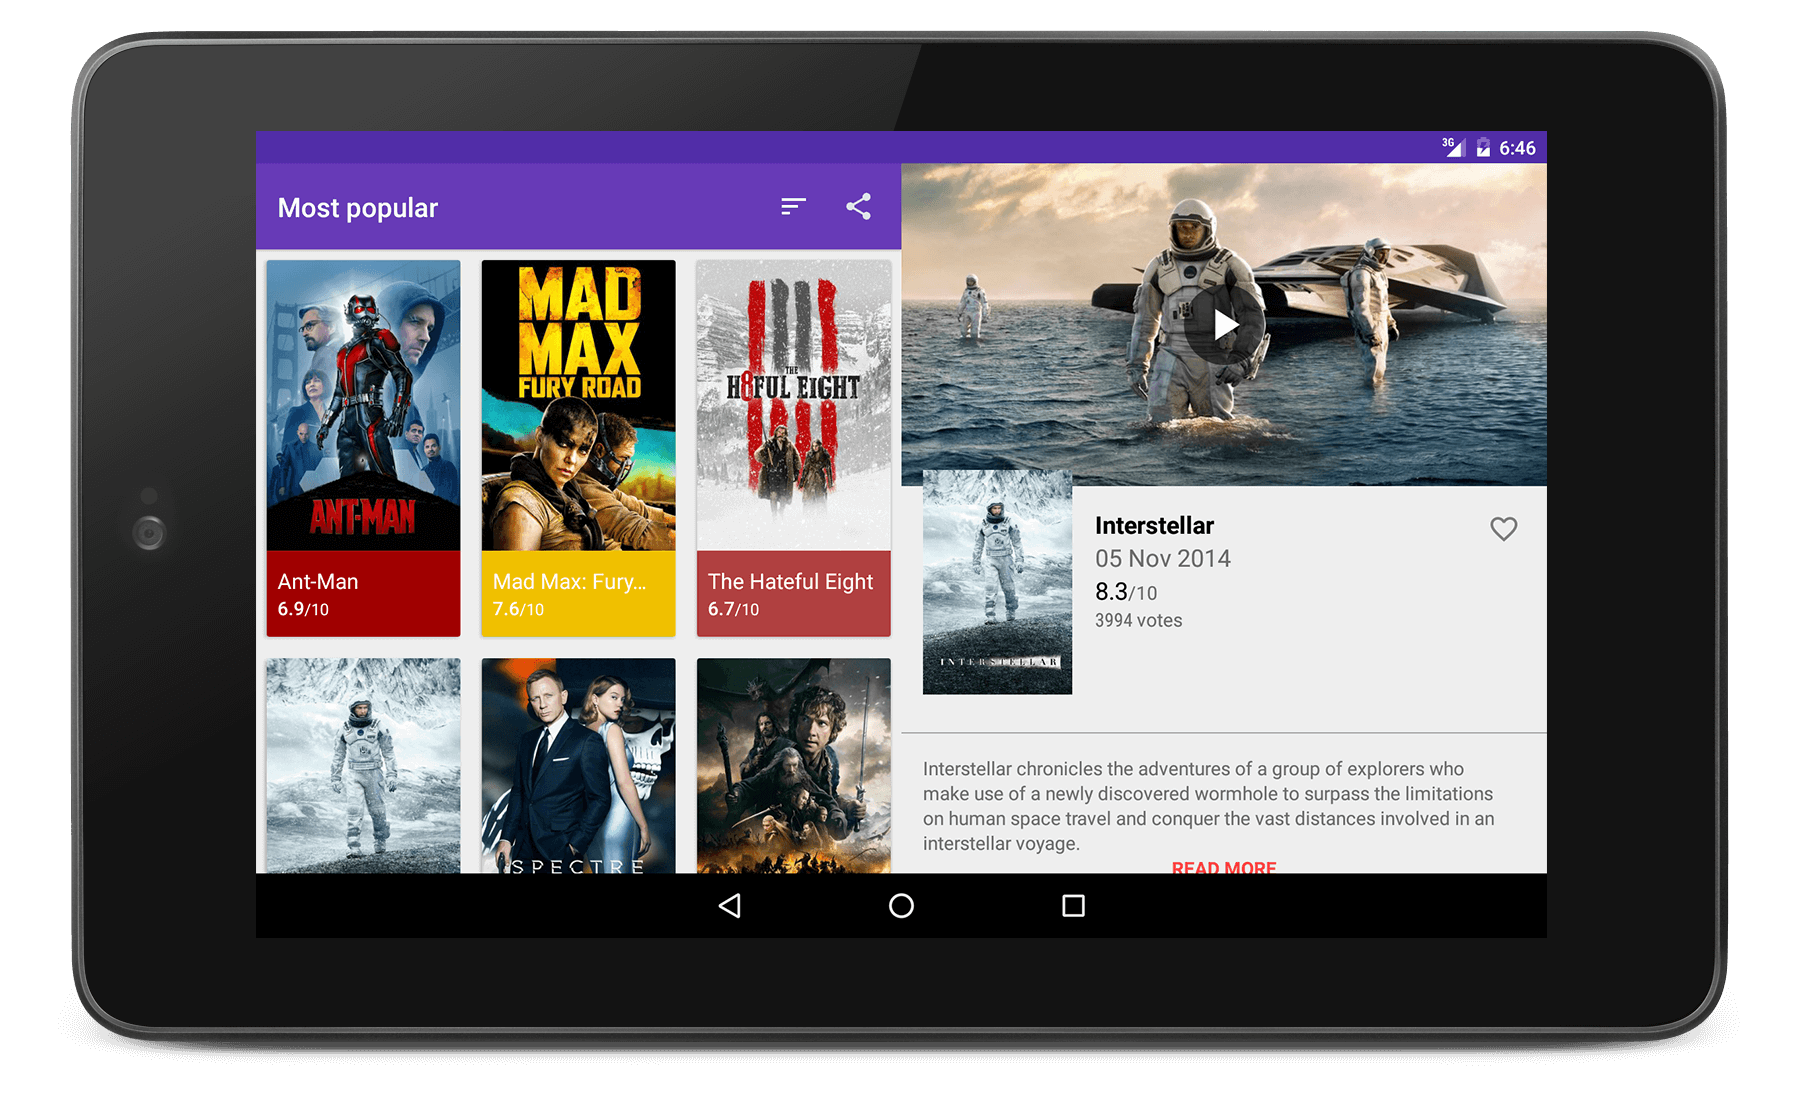 3G
6:46
Most popular
MAD
MAX
FURY ROAD
THE
H8FUL EIGHT
ANT-MAN
Ant-Man
6.9/10
Mad Max: Fury...
7.6/10
The Hateful Eight
6.7/10
SPECTRE
INTERSTELLAR
Interstellar
05 Nov 2014
8.3/10
3994 votes
Interstellar chronicles the adventures of a group of explorers who
make use of a newly discovered wormhole to surpass the limitations
on human space travel and conquer the vast distances involved in an
interstellar voyage.
READ MORE